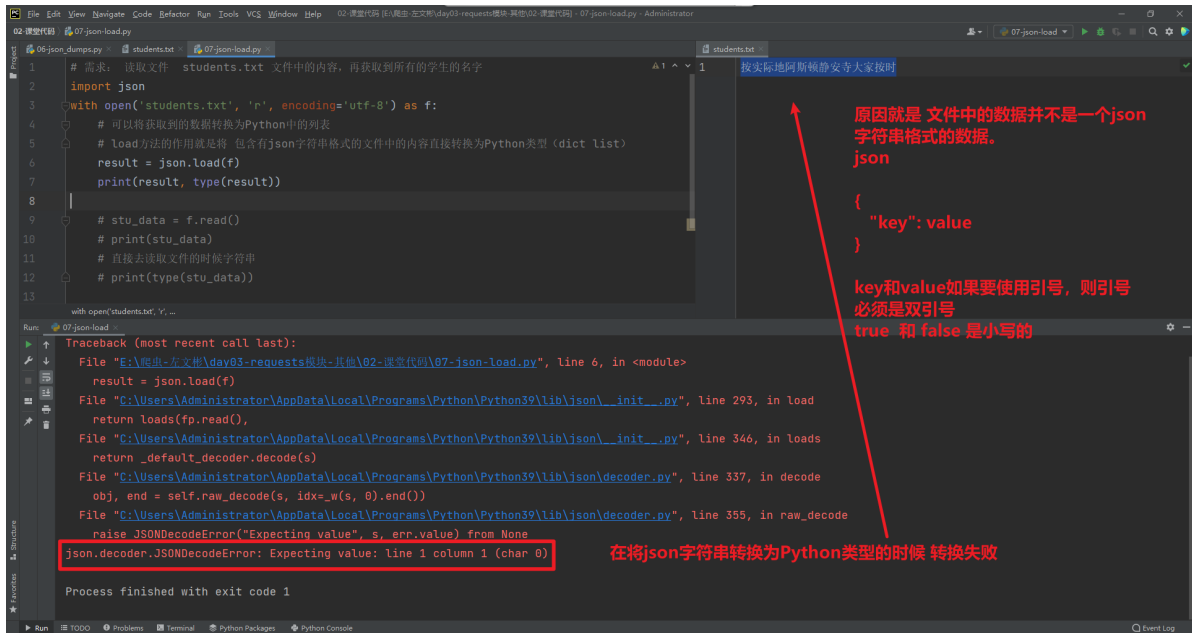 File Edit View Navigate Code Refactor Run Tools VCS Window Help 02-课堂代码 [E:\爬虫-左文彬\day03-requests模块-其他\02-课堂代码] - 07-json-load.py - Administrator
02-课堂代码 07-json-load.py
07-json-load
Project
06-json_dumps.py students.txt 07-json-load.py
students.txt
1 # 需求： 读取文件 students.txt 文件中的内容，再获取到所有的学生的名字
1
2 import json
3 with open('students.txt', 'r', encoding='utf-8') as f:
4 # 可以将获取到的数据转换为Python中的列表
5 # load方法的作用就是将 包含有json字符串格式的文件中的内容直接转换为Python类型（dict list）
6 result = json.load(f)
7 print(result, type(result))
8
9 # stu_data = f.read()
10 # print(stu_data)
11 # 直接去读取文件的时候字符串
12 # print(type(stu_data))
13
with open('students.txt', 'r', ...
1 按实际地阿斯顿静安寺大家按时
原因就是 文件中的数据并不是一个json
字符串格式的数据。
json
{
"key": value
}
key和value如果要使用引号，则引号
必须是双引号
true 和 false 是小写的
Run: 07-json-load
Traceback (most recent call last):
File "E:\爬虫-左文彬\day03-requests模块-其他\02-课堂代码\07-json-load.py", line 6, in <module>
result = json.load(f)
File "C:\Users\Administrator\AppData\Local\Programs\Python\Python39\lib\json\__init__.py", line 293, in load
return loads(fp.read(),
File "C:\Users\Administrator\AppData\Local\Programs\Python\Python39\lib\json\__init__.py", line 346, in loads
return _default_decoder.decode(s)
File "C:\Users\Administrator\AppData\Local\Programs\Python\Python39\lib\json\decoder.py", line 337, in decode
obj, end = self.raw_decode(s, idx=_w(s, 0).end())
File "C:\Users\Administrator\AppData\Local\Programs\Python\Python39\lib\json\decoder.py", line 355, in raw_decode
raise JSONDecodeError("Expecting value", s, err.value) from None
json.decoder.JSONDecodeError: Expecting value: line 1 column 1 (char 0)
在将json字符串转换为Python类型的时候 转换失败
Process finished with exit code 1
Structure
Favorites
Run TODO Problems Terminal Python Packages Python Console Event Log